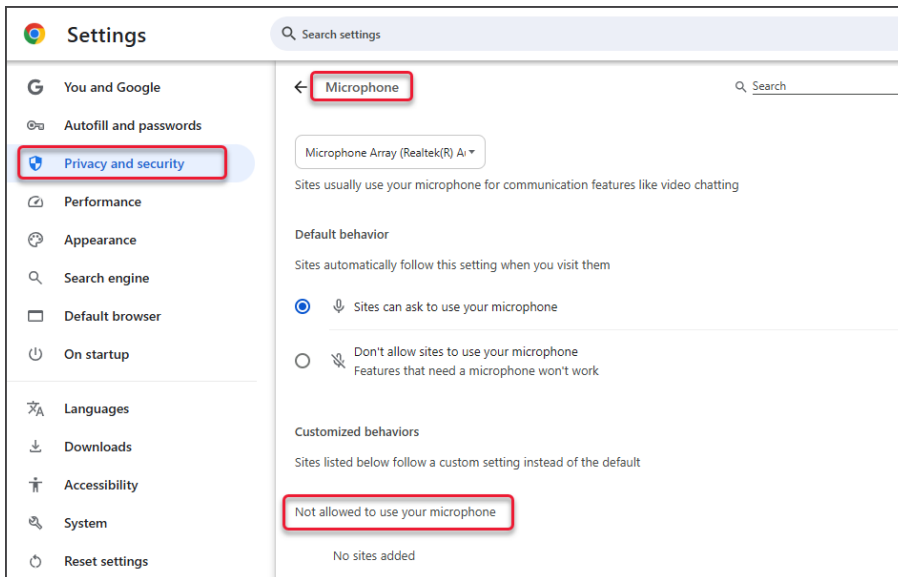 Settings
Search settings
You and Google
Autofill and passwords
Privacy and security
Performance
Appearance
Search engine
Default browser
On startup
Languages
Downloads
Accessibility
System
Reset settings
Microphone
Search
Microphone Array (Realtek(R) Au
Sites usually use your microphone for communication features like video chatting
Default behavior
Sites automatically follow this setting when you visit them
Sites can ask to use your microphone
Don't allow sites to use your microphone
Features that need a microphone won't work
Customized behaviors
Sites listed below follow a custom setting instead of the default
Not allowed to use your microphone
No sites added